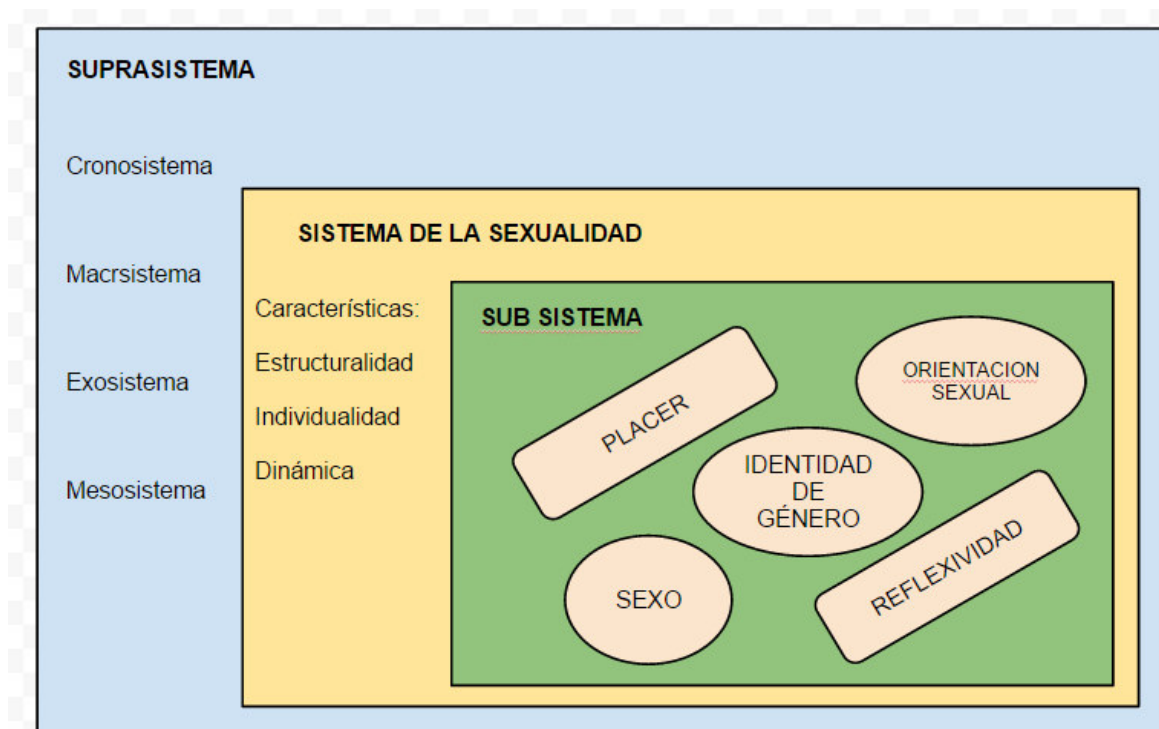 SUPRASISTEMA
Cronosistema
Macrsistema
Exosistema
Mesosistema
SISTEMA DE LA SEXUALIDAD
Característícas:
Estructuralidad
Individualidad
Dinámica
SUB SISTEMA
PLACER
ORIENTACION
SEXUAL
IDENTIDAD
DE
GÉNERO
SEXO
REFLEXIVIDAD